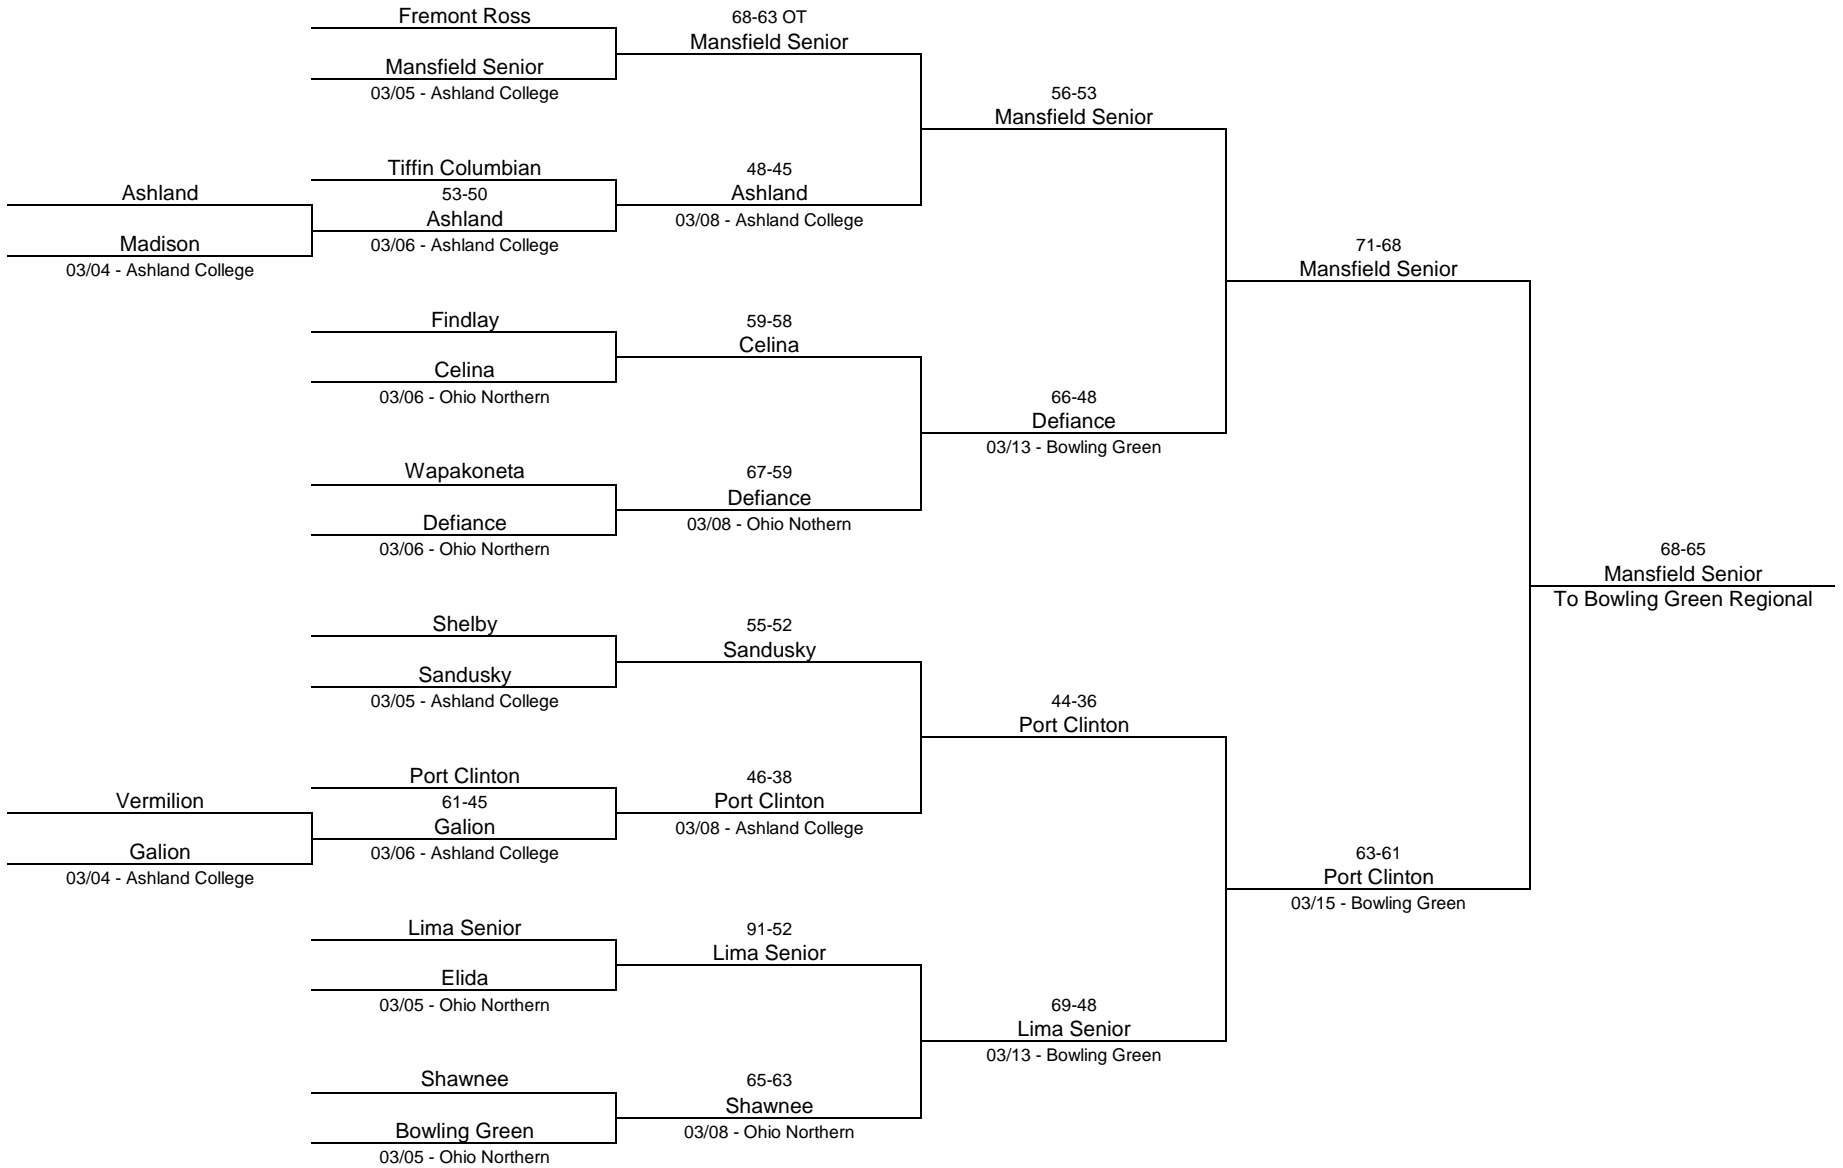 Fremont Ross
Mansfield Senior
03/05 - Ashland College
68-63 OT
Mansfield Senior
56-53
Mansfield Senior
Ashland
Madison
03/04 - Ashland College
Tiffin Columbian
53-50
Ashland
03/06 - Ashland College
48-45
Ashland
03/08 - Ashland College
71-68
Mansfield Senior
Findlay
Celina
03/06 - Ohio Northern
59-58
Celina
66-48
Defiance
03/13 - Bowling Green
Wapakoneta
Defiance
03/06 - Ohio Northern
67-59
Defiance
03/08 - Ohio Nothern
68-65
Mansfield Senior
To Bowling Green Regional
Shelby
Sandusky
03/05 - Ashland College
55-52
Sandusky
44-36
Port Clinton
Vermilion
Galion
03/04 - Ashland College
Port Clinton
61-45
Galion
03/06 - Ashland College
46-38
Port Clinton
03/08 - Ashland College
63-61
Port Clinton
03/15 - Bowling Green
Lima Senior
Elida
03/05 - Ohio Northern
91-52
Lima Senior
69-48
Lima Senior
03/13 - Bowling Green
Shawnee
Bowling Green
03/05 - Ohio Northern
65-63
Shawnee
03/08 - Ohio Northern